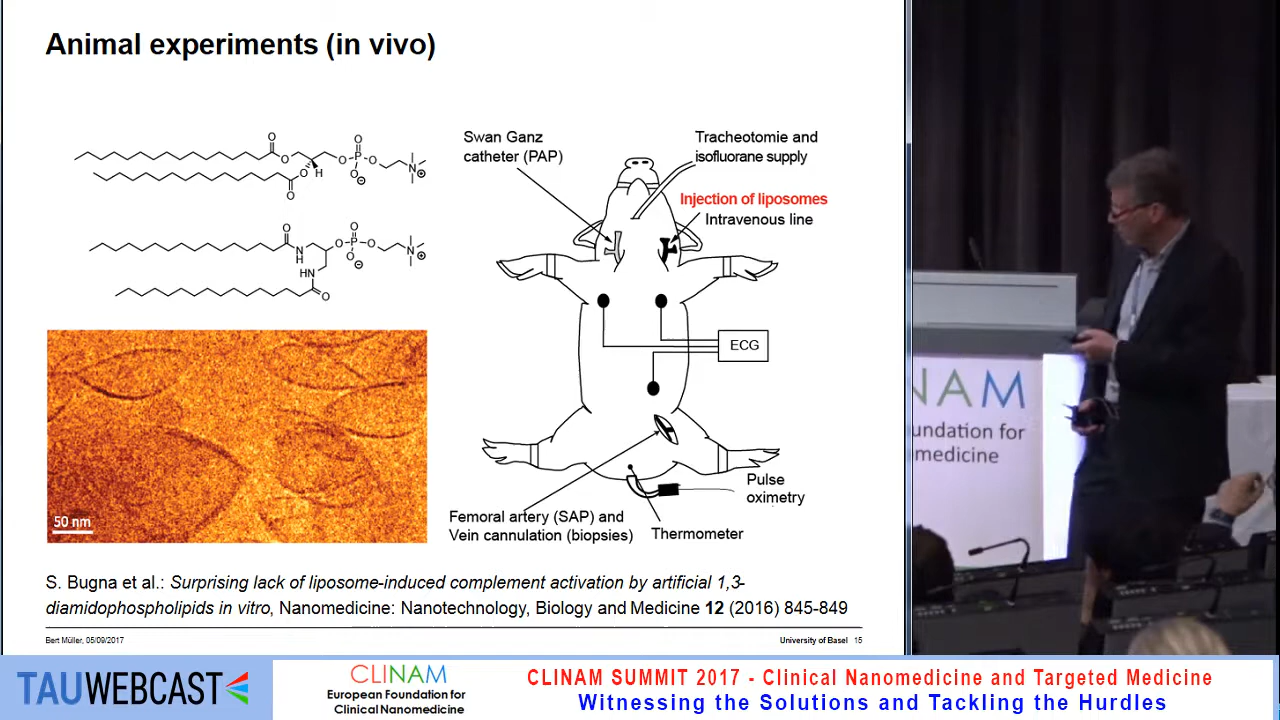 Animal experiments (in vivo)
Swan Ganz
catheter (PAP)
Tracheotomie and
isofluorane supply
Injection of liposomes
Intravenous line
ECG
Pulse
oximetry
Femoral artery (SAP) and
Vein cannulation (biopsies)
Thermometer
O
O
O
H
O
O
P
O
O
⊖
N
⊕
O
N
H
HN
O
O
P
O
O
⊖
N
⊕
50 nm
S. Bugna et al.: Surprising lack of liposome-induced complement activation by artificial 1,3-
diamidophospholipids in vitro, Nanomedicine: Nanotechnology, Biology and Medicine 12 (2016) 845-849
Bert Müller, 05/09/2017
University of Basel 15
NAM
undation for
medicine
TAUWEBCAST
CLINAM
European Foundation for
Clinical Nanomedicine
CLINAM SUMMIT 2017 - Clinical Nanomedicine and Targeted Medicine
Witnessing the Solutions and Tackling the Hurdles